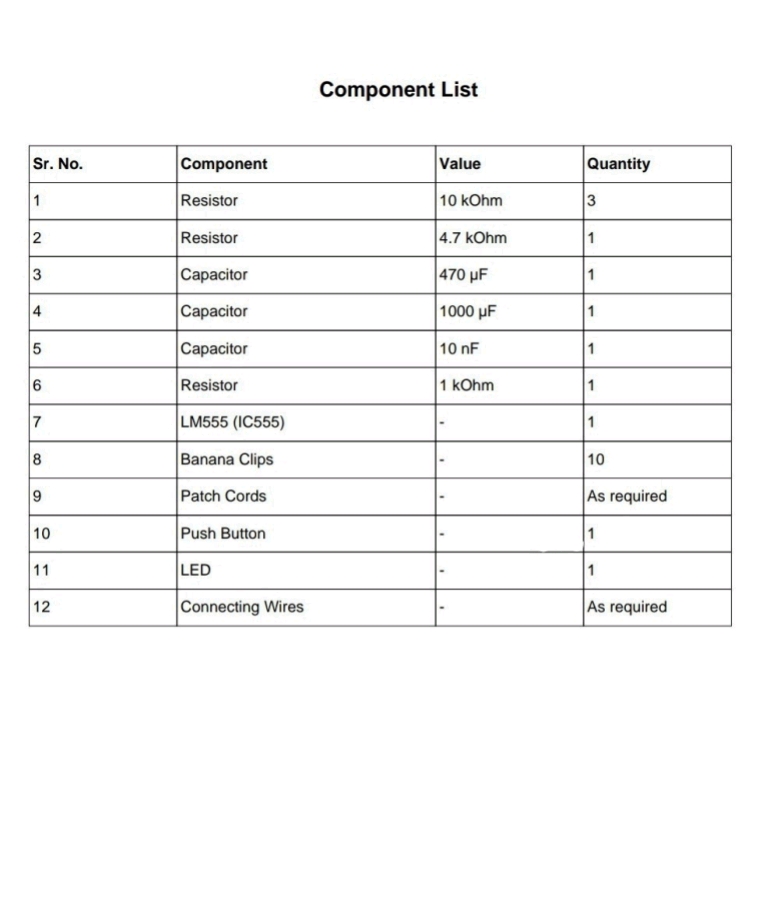 Component List
Sr. No. Component Value Quantity
1 Resistor 10 kOhm 3
2 Resistor 4.7 kOhm 1
3 Capacitor 470 µF 1
4 Capacitor 1000 µF 1
5 Capacitor 10 nF 1
6 Resistor 1 kOhm 1
7 LM555 (IC555) - 1
8 Banana Clips - 10
9 Patch Cords - As required
10 Push Button - 1
11 LED - 1
12 Connecting Wires - As required